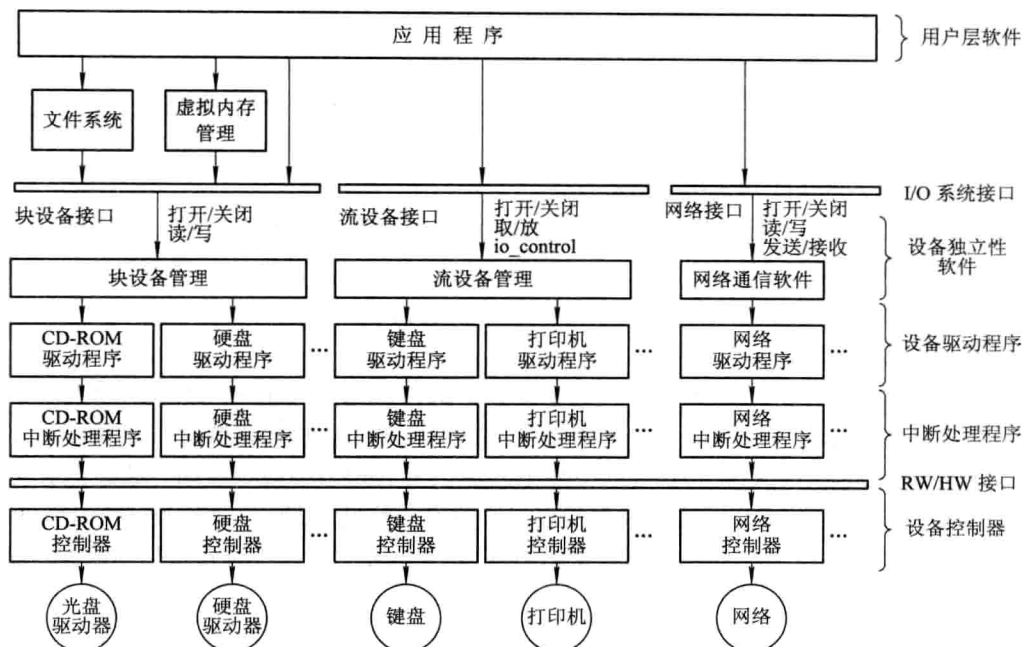 应用程序
用户层软件
文件系统
虚拟内存
管理
I/O 系统接口
块设备接口
打开/关闭
读/写
流设备接口
打开/关闭
取/放
io_control
网络接口
打开/关闭
读/写
发送/接收
设备独立性
软件
块设备管理
流设备管理
网络通信软件
CD-ROM
驱动程序
硬盘
驱动程序
...
键盘
驱动程序
打印机
驱动程序
...
网络
驱动程序
...
设备驱动程序
CD-ROM
中断处理程序
硬盘
中断处理程序
...
键盘
中断处理程序
打印机
中断处理程序
...
网络
中断处理程序
...
中断处理程序
RW/HW 接口
CD-ROM
控制器
硬盘
控制器
...
键盘
控制器
打印机
控制器
...
网络
控制器
...
设备控制器
光盘
驱动器
硬盘
驱动器
键盘
打印机
网络